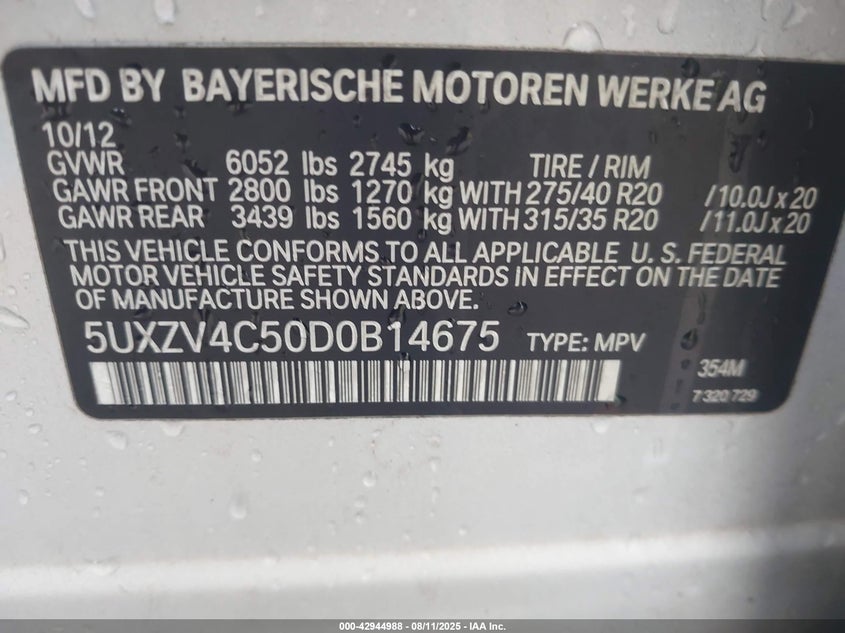 MFD BY BAYERISCHE MOTOREN WERKE AG
10/12
GVWR 6052 lbs 2745 kg TIRE / RIM
GAWR FRONT 2800 lbs 1270 kg WITH 275/40 R20 /10.0J x 20
GAWR REAR 3439 lbs 1560 kg WITH 315/35 R20 /11.0J x 20
THIS VEHICLE CONFORMS TO ALL APPLICABLE U. S. FEDERAL
MOTOR VEHICLE SAFETY STANDARDS IN EFFECT ON THE DATE
OF MANUFACTURE SHOWN ABOVE.
5UXZV4C50D0B14675 TYPE: MPV
354M
7 320 729
000-42944988 - 08/11/2025 - IAA Inc.